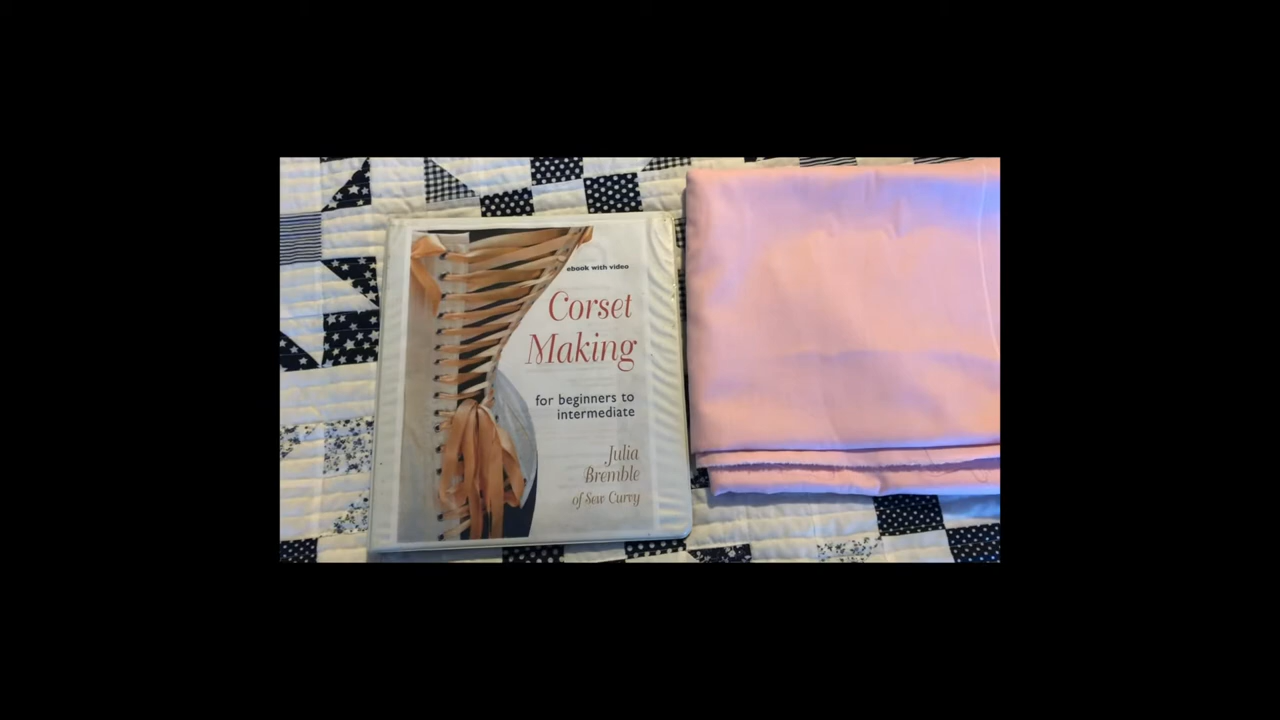 ebook with video
Corset
Making
for beginners to
intermediate
Julia
Bremble
of Sew Curvy